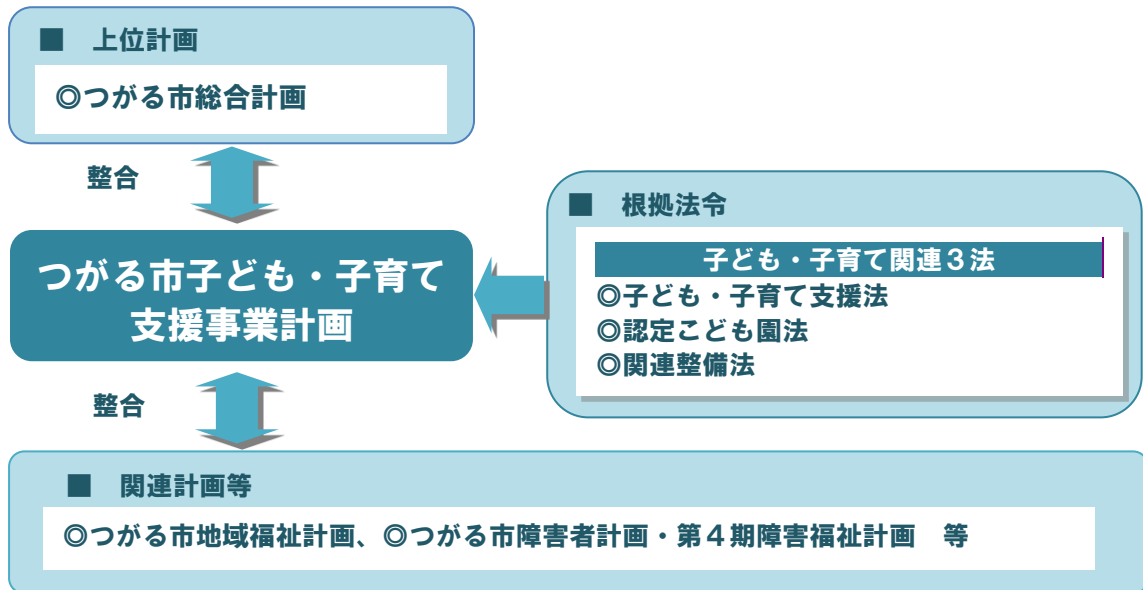 ■　上位計画
◎つがる市総合計画
整合
つがる市子ども・子育て
支援事業計画
■　根拠法令
子ども・子育て関連３法
◎子ども・子育て支援法
◎認定こども園法
◎関連整備法
整合
■　関連計画等
◎つがる市地域福祉計画、◎つがる市障害者計画・第４期障害福祉計画　等